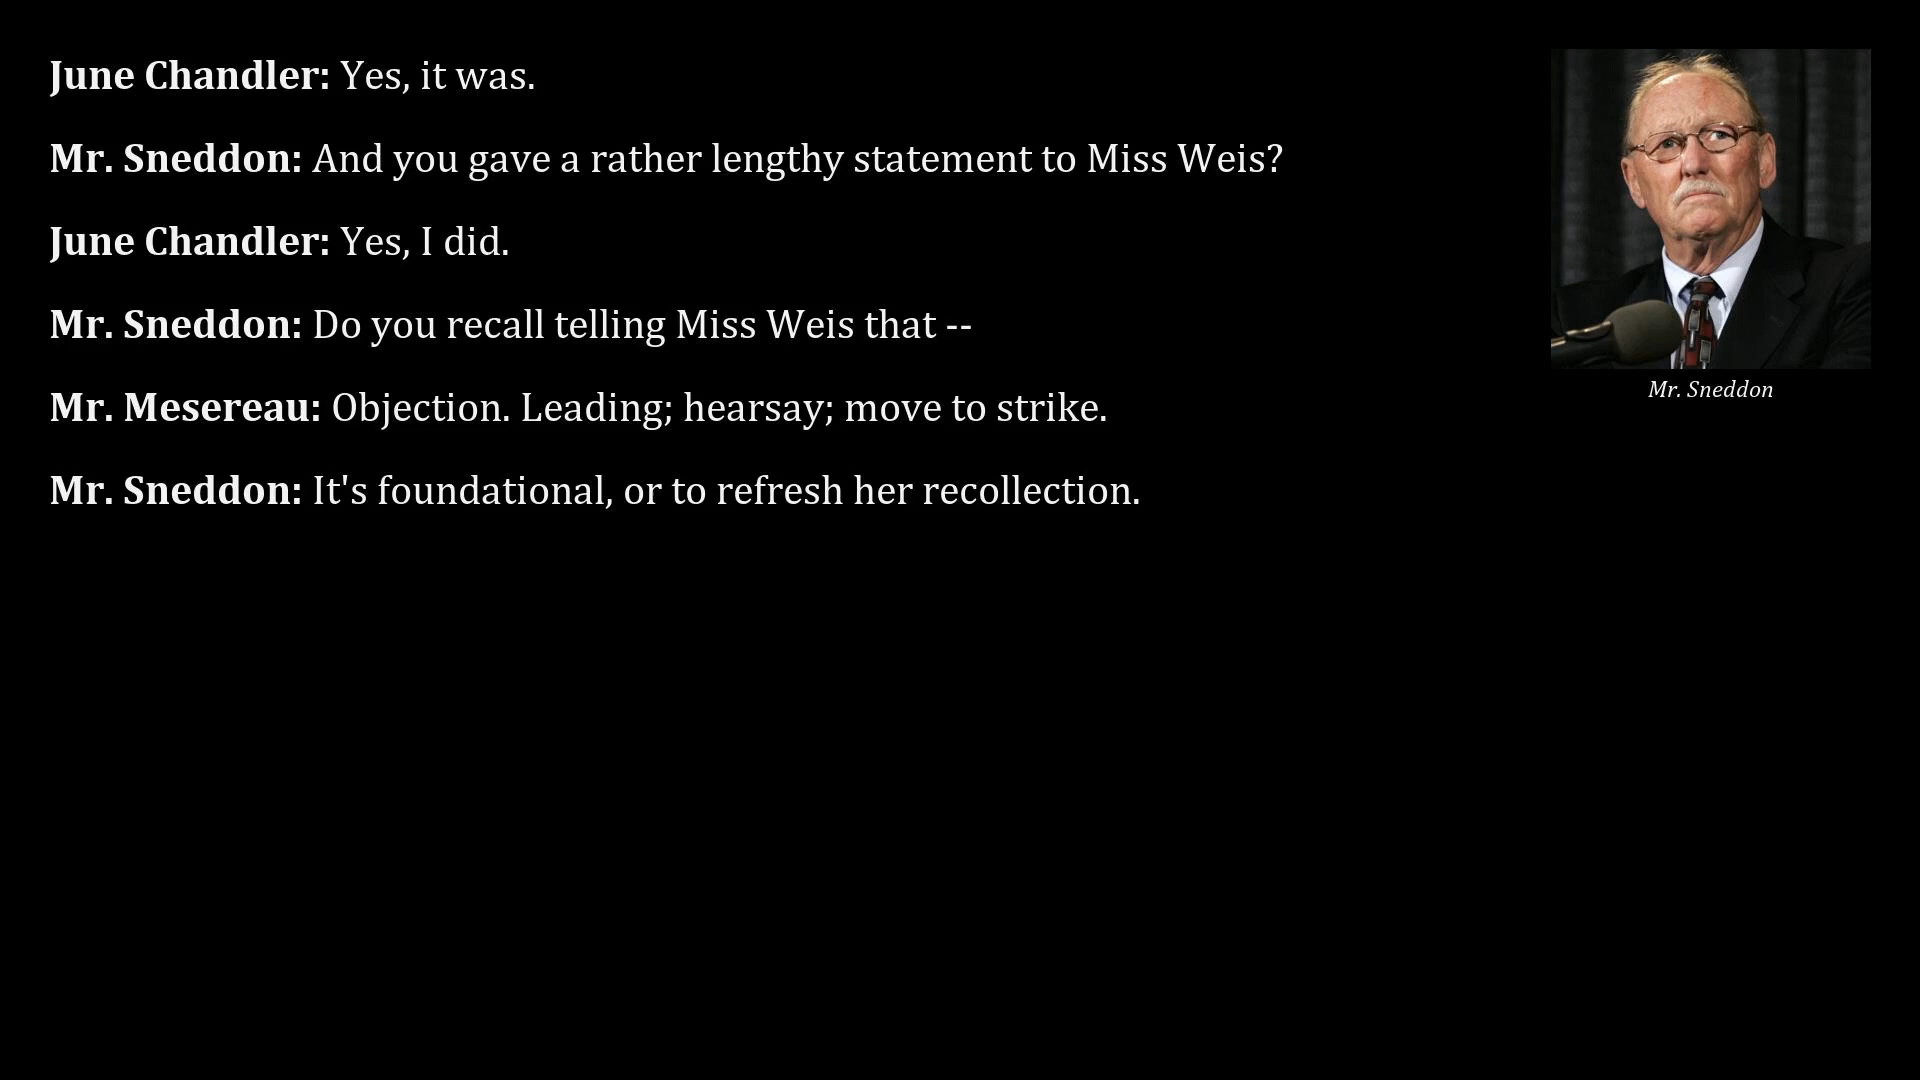 June Chandler: Yes, it was.
Mr. Sneddon: And you gave a rather lengthy statement to Miss Weis?
June Chandler: Yes, I did.
Mr. Sneddon: Do you recall telling Miss Weis that --
Mr. Mesereau: Objection. Leading; hearsay; move to strike.
Mr. Sneddon: It's foundational, or to refresh her recollection.
Mr. Sneddon